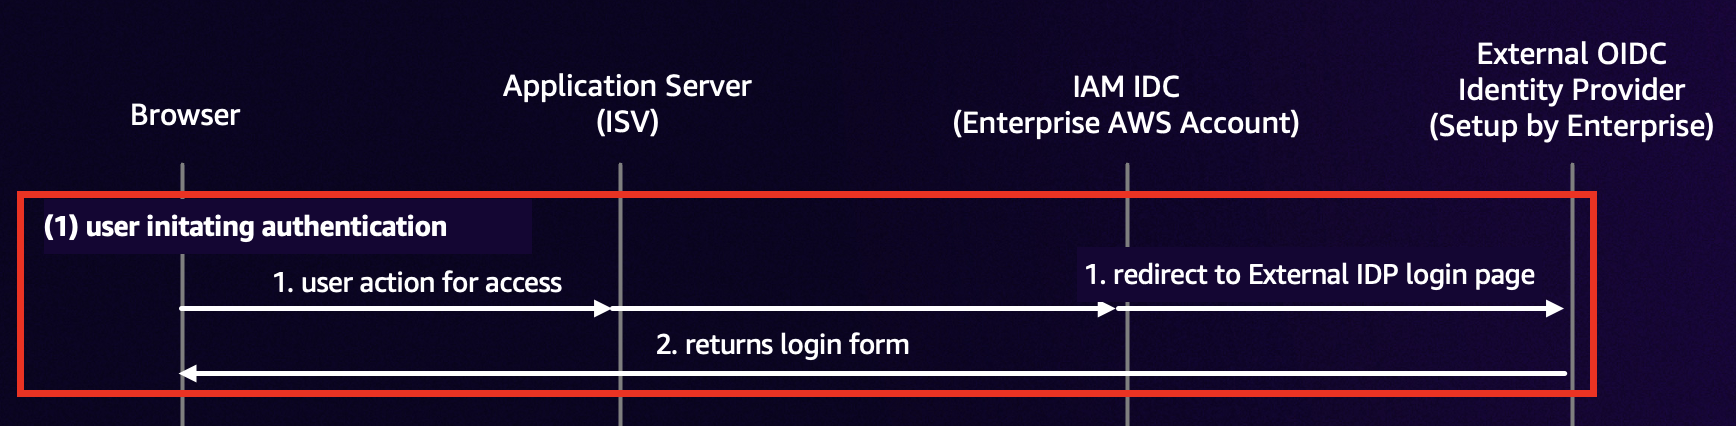 Browser
Application Server
(ISV)
IAM IDC
(Enterprise AWS Account)
External OIDC
Identity Provider
(Setup by Enterprise)
(1) user initating authentication
1. user action for access
1. redirect to External IDP login page
2. returns login form